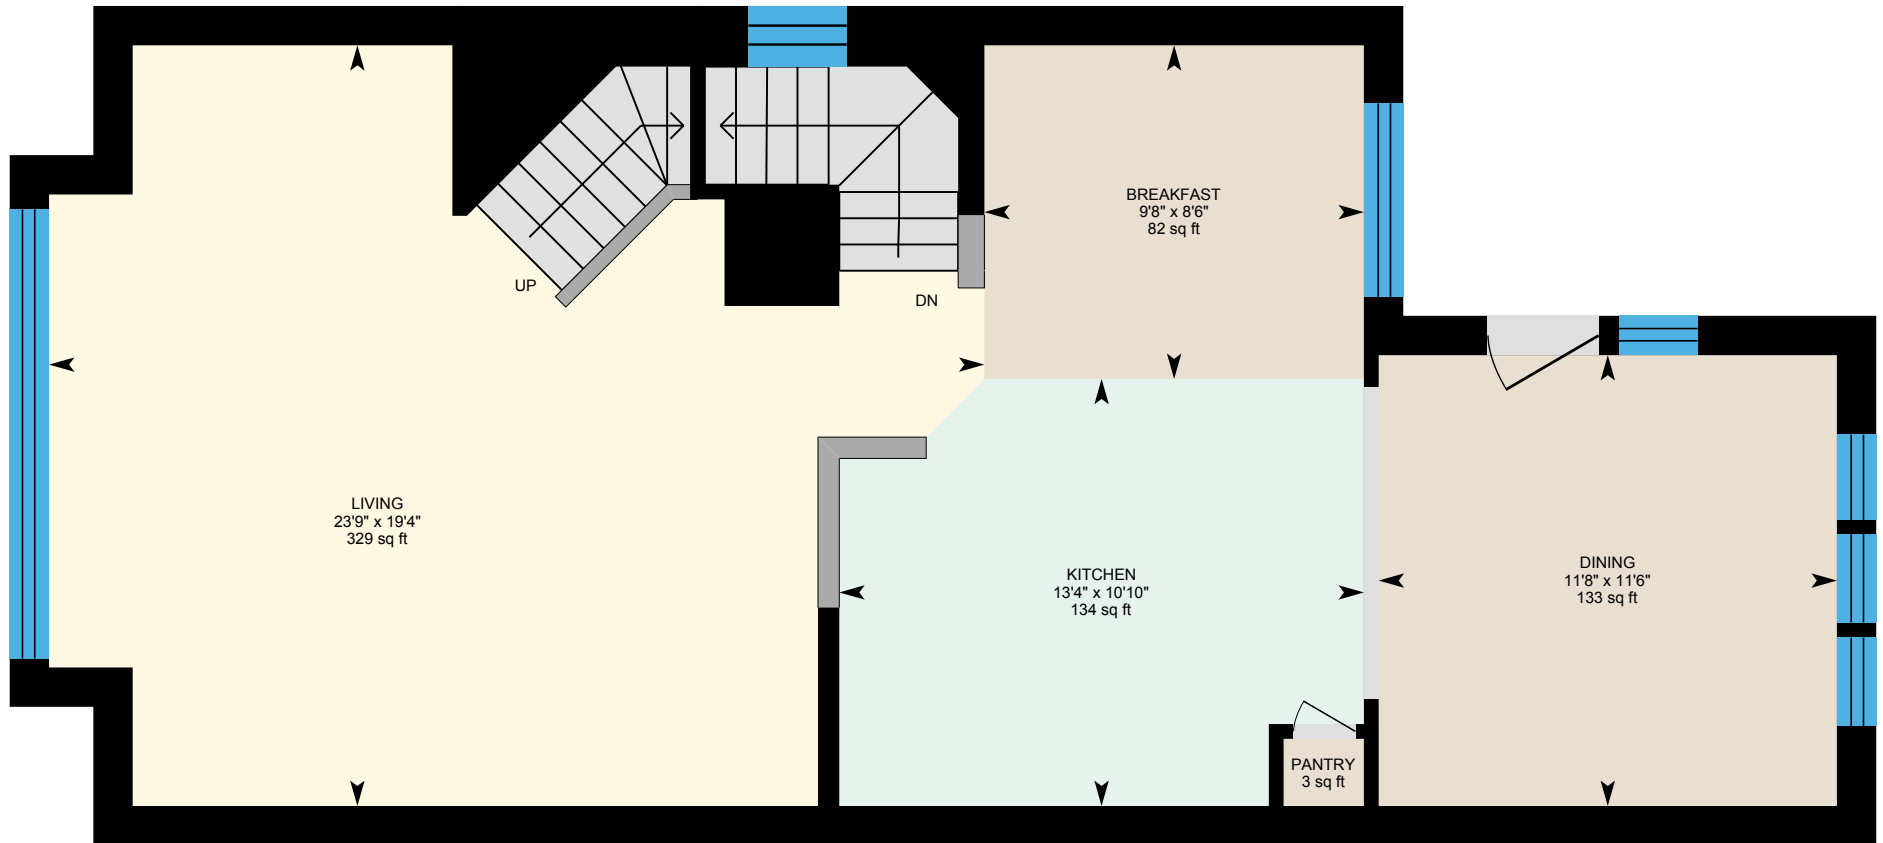 BREAKFAST
9'8" x 8'6"
82 sq ft
UP
DN
LIVING
23'9" x 19'4"
329 sq ft
KITCHEN
13'4" x 10'10"
134 sq ft
DINING
11'8" x 11'6"
133 sq ft
PANTRY
3 sq ft